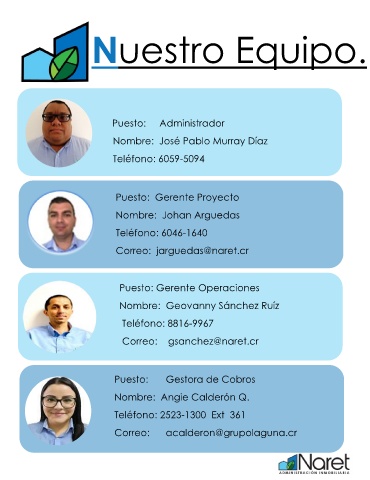 Nuestro Equipo.
Puesto: Administrador
Nombre: José Pablo Murray Díaz
Teléfono: 6059-5094
Puesto: Gerente Proyecto
Nombre: Johan Arguedas
Teléfono: 6046-1640
Correo: jarguedas@naret.cr
Puesto: Gerente Operaciones
Nombre: Geovanny Sánchez Ruíz
Teléfono: 8816-9967
Correo: gsanchez@naret.cr
Puesto: Gestora de Cobros
Nombre: Angie Calderón Q.
Teléfono: 2523-1300 Ext 361
Correo: acalderon@grupolaguna.cr
Naret
ADMINISTRACIÓN INMOBILIARIA